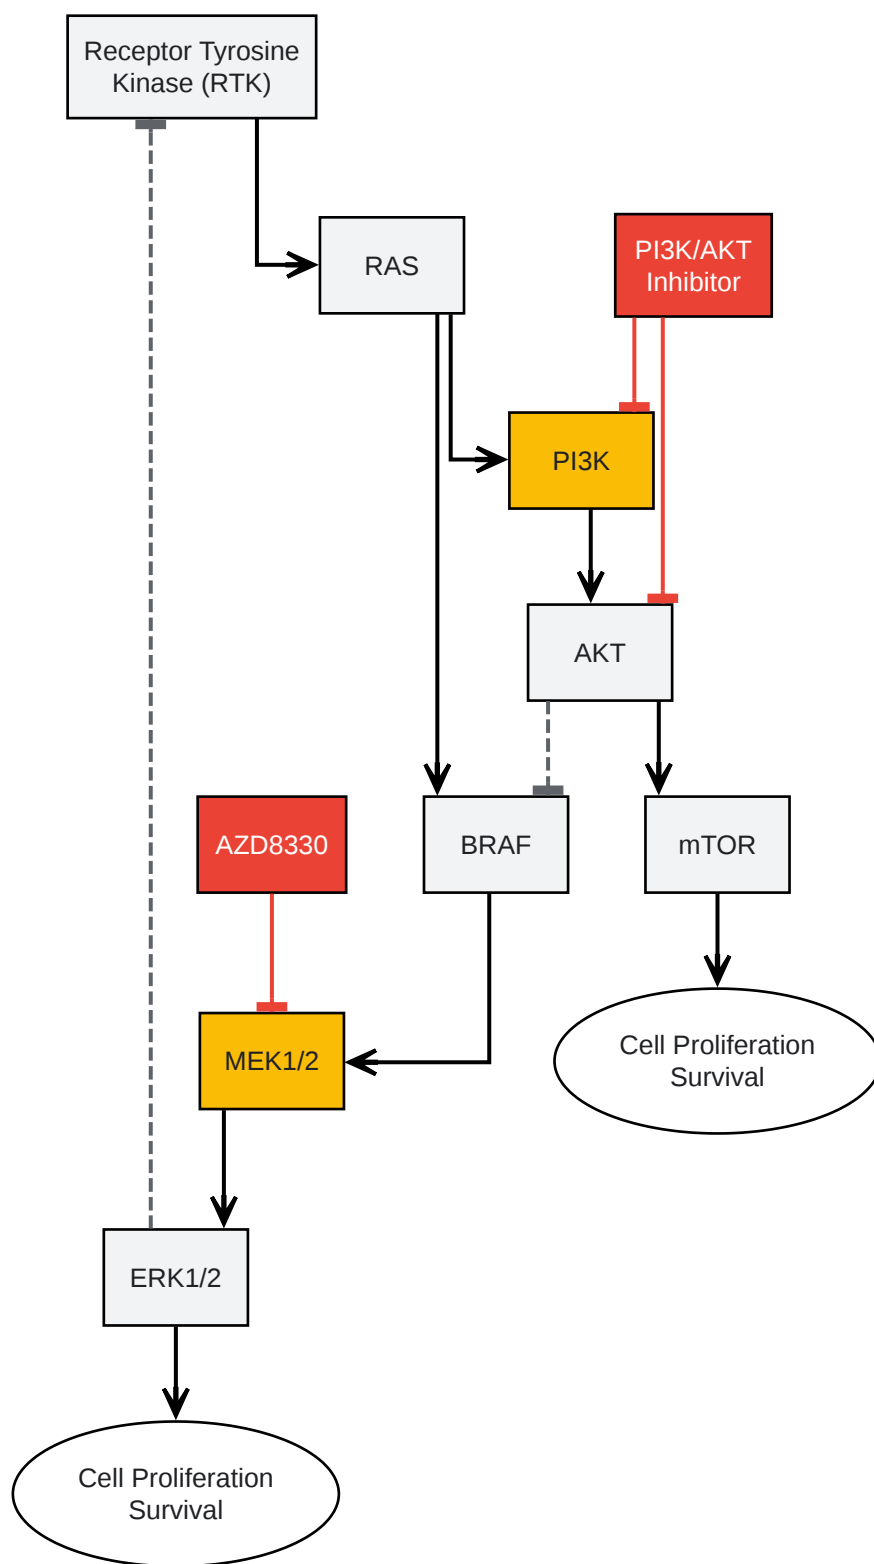 Receptor Tyrosine
Kinase (RTK)
RAS
PI3K/AKT
Inhibitor
PI3K
AKT
AZD8330
BRAF
mTOR
MEK1/2
Cell Proliferation
Survival
ERK1/2
Cell Proliferation
Survival